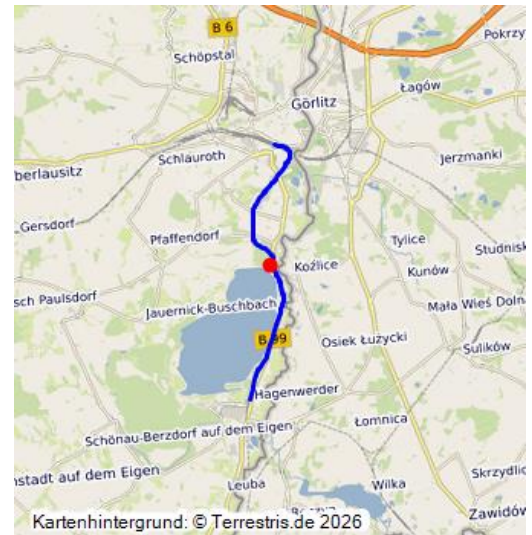 B 6
Schöpstal
Pokrzy
Łagów
Görlitz
Schlauroth
Jerzmanki
berlausitz
Gersdorf
Pfaffendorf
Tylice
Studnisk
Koźlice
Kunów
sch Paulsdorf
Jauernick-Buschbach
Mała Wieś Doln
B 99
Osiek Łużycki
Sulików
Hagenwerder
Łomnica
Schönau-Berzdorf auf dem Eigen
nstadt auf dem Eigen
Skrzydlic
Leuba
Wilka
Zawidów
Kartenhintergrund: © Terrestris.de 2026